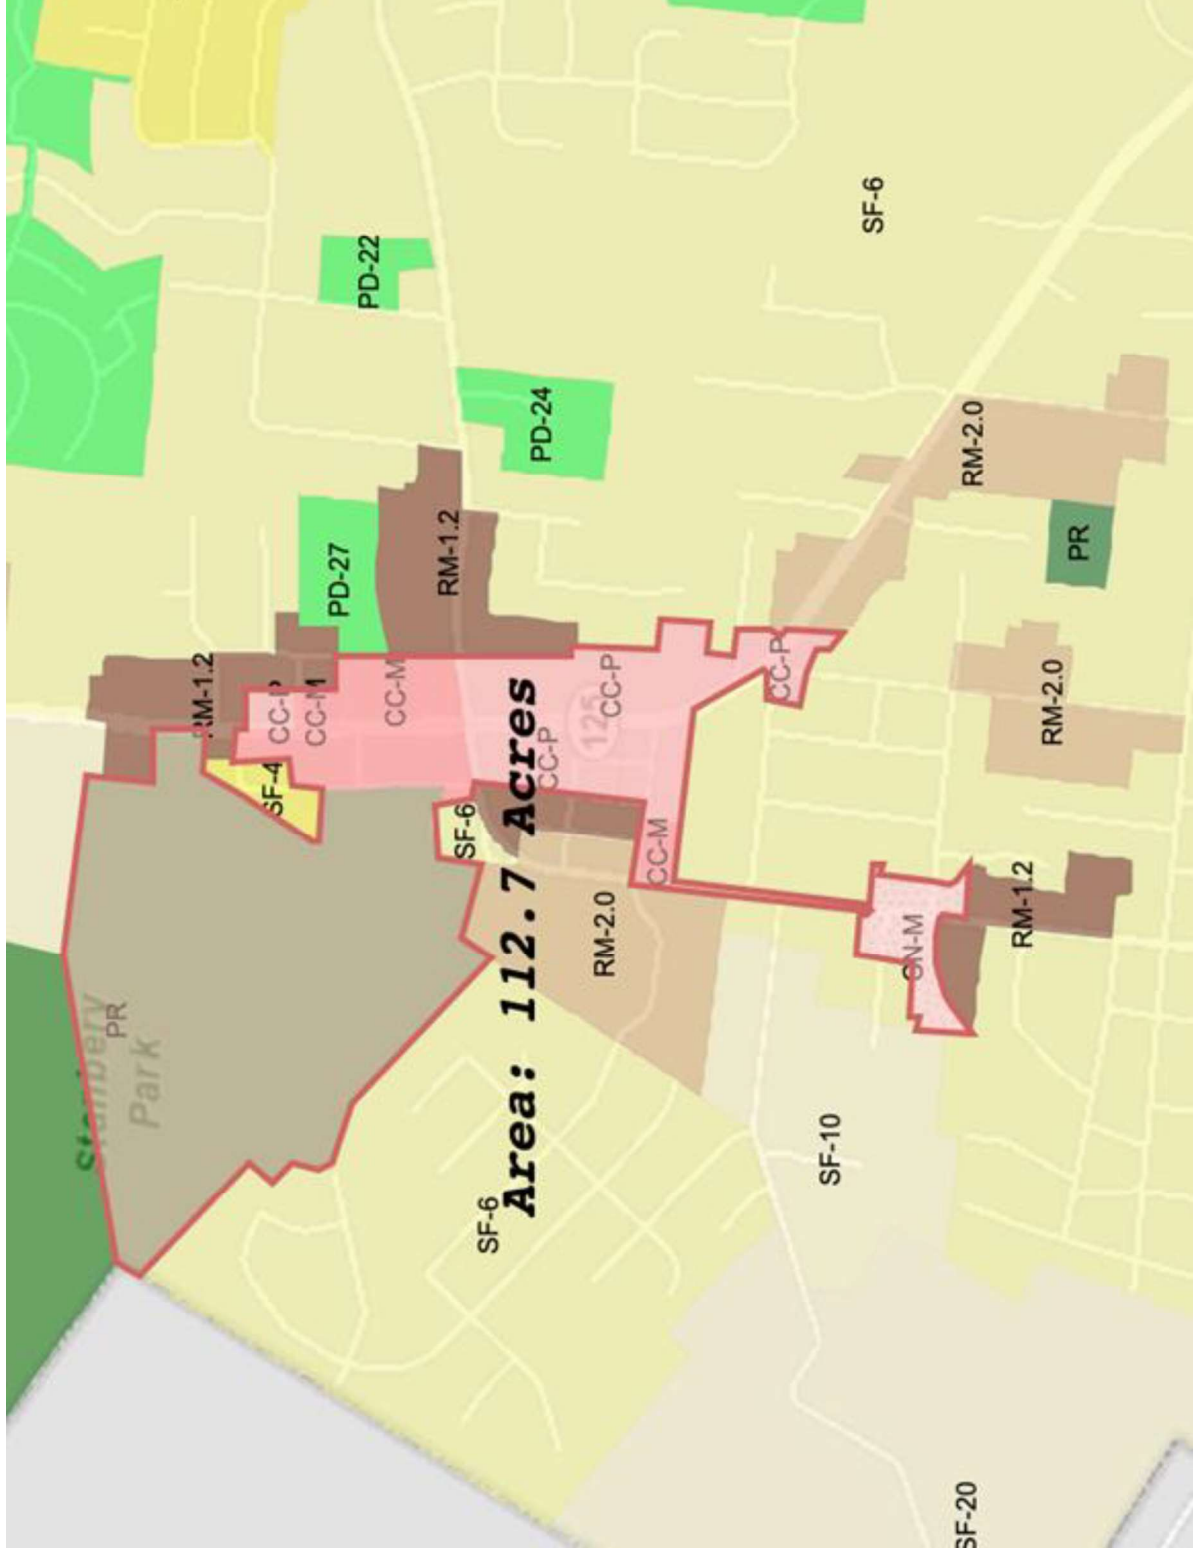 Stanbery
PR
Park
RM-1.2
SF-4
CC-P
CC-M
PD-27
PD-22
CC-M
RM-1.2
SF-6
SF-6
Area: 112.7 Acres
PD-24
CC-P
125
RM-2.0
CC-P
CC-M
CC-P
SF-10
SF-6
CN-M
SF-20
RM-2.0
RM-1.2
RM-2.0
PR